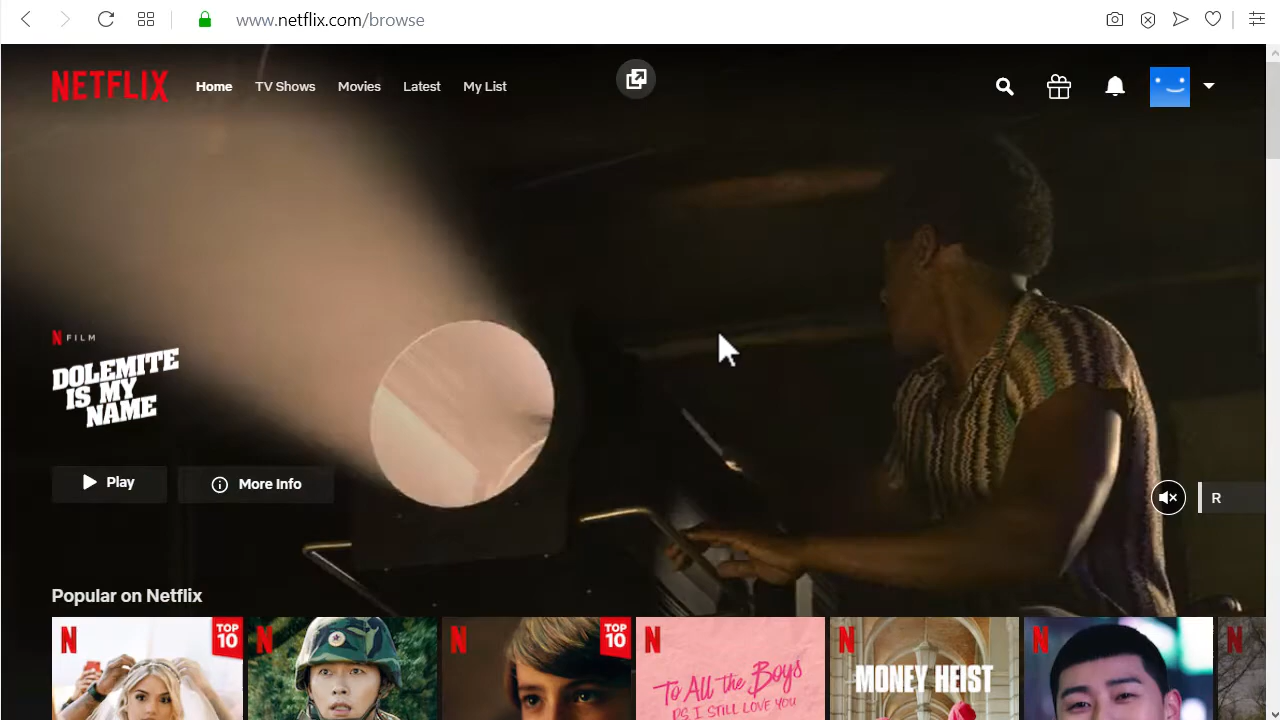 www.netflix.com/browse
NETFLIX Home TV Shows Movies Latest My List
N FILM
DOLEMITE
IS MY
NAME
Play More Info
R
Popular on Netflix
N TOP 10 N N TOP 10 N N N N
To All the Boys
P.S. I STILL LOVE YOU
MONEY HEIST